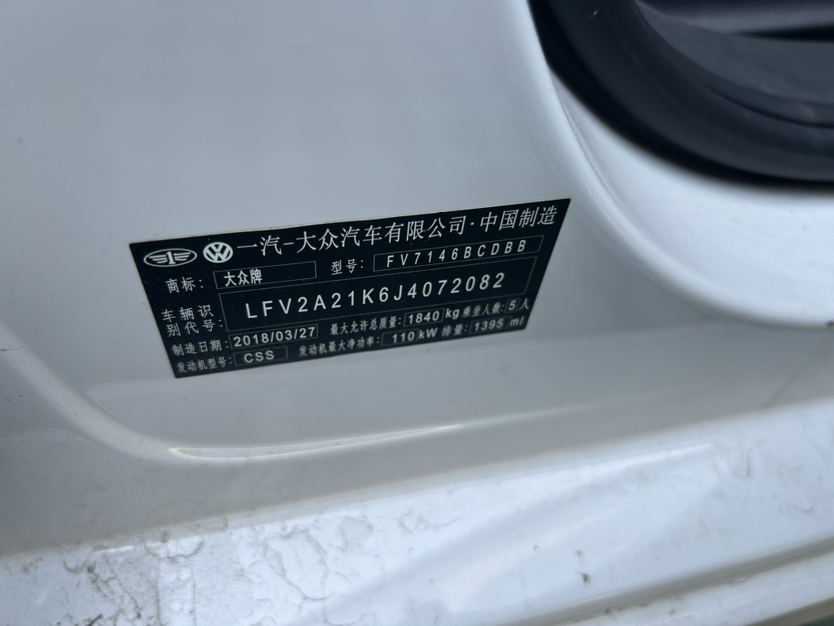 一汽-大众汽车有限公司·中国制造
商标: 大众牌 型号: FV7146BCDBB
车辆识别代号: LFV2A21K6J4072082
制造日期: 2018/03/27 最大允许总质量: 1840 kg 乘坐人数: 5 人
发动机型号: CSS 发动机最大净功率: 110 kW 排量: 1395 ml